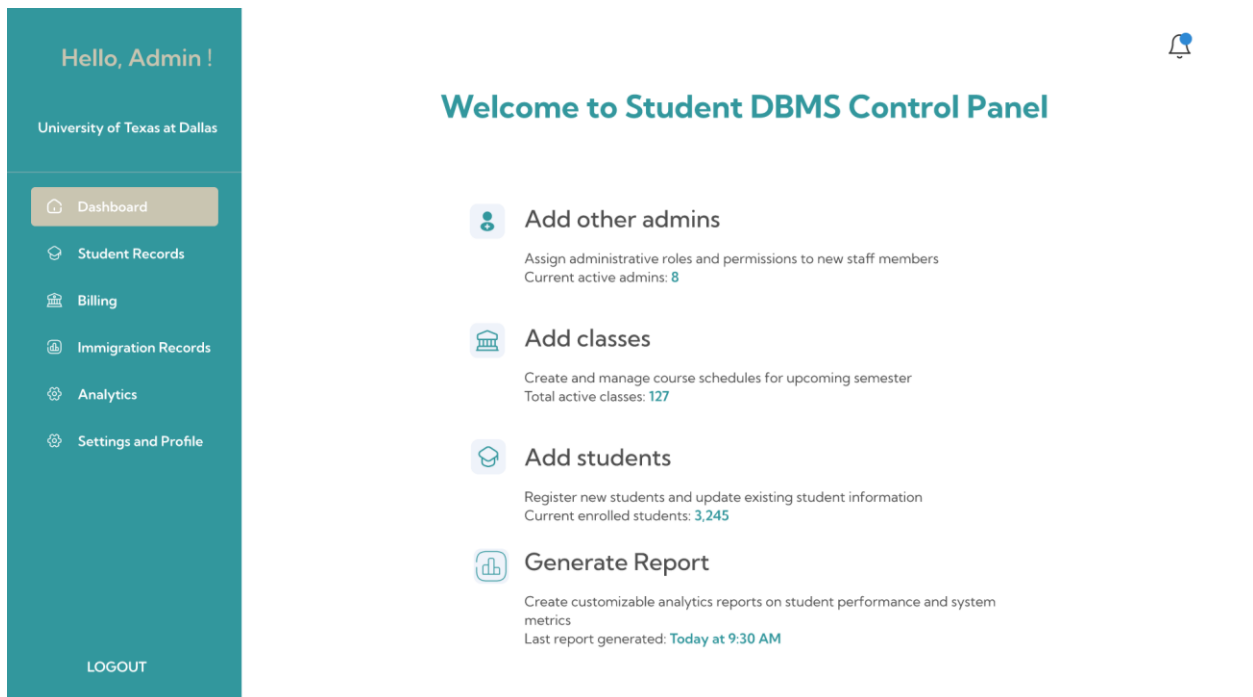 Hello, Admin !
University of Texas at Dallas
Dashboard
Student Records
Billing
Immigration Records
Analytics
Settings and Profile
LOGOUT
Welcome to Student DBMS Control Panel
Add other admins
Assign administrative roles and permissions to new staff members
Current active admins: 8
Add classes
Create and manage course schedules for upcoming semester
Total active classes: 127
Add students
Register new students and update existing student information
Current enrolled students: 3,245
Generate Report
Create customizable analytics reports on student performance and system
metrics
Last report generated: Today at 9:30 AM